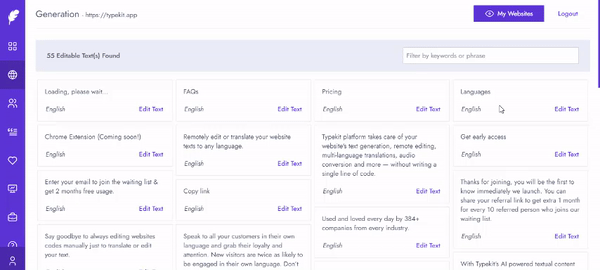 Generation - https://typekit.app
My Websites
Logout
55 Editable Text(s) Found
Filter by keywords or phrase
Loading, please wait...
English
Edit Text
FAQs
English
Edit Text
Pricing
English
Edit Text
Languages
English
Edit Text
Chrome Extension (Coming soon!)
English
Edit Text
Remotely edit or translate your website
texts to any language.
English
Edit Text
Typekit platform takes care of your
website's text generation, remote editing,
multi-language translations, audio
conversion and more — without writing a
single line of code.
English
Edit Text
Get early access
English
Edit Text
Enter your email to join the waiting list &
get 2 months free usage.
English
Edit Text
Copy link
English
Edit Text
Used and loved every day by 384+
companies from every industry.
English
Edit Text
Thanks for joining, you will be the first to
know immediately we launch. You can
share your referral link to get extra 1 month
for every 10 referred person who joins our
waiting list.
English
Edit Text
Say goodbye to always editing websites
codes manually just to translate or edit
your text.
Speak to all your customers in their own
language and grab their loyalty and
attention. New visitors are twice as likely to
be engaged in their own language. Don't
With Typekit's AI powered textual content